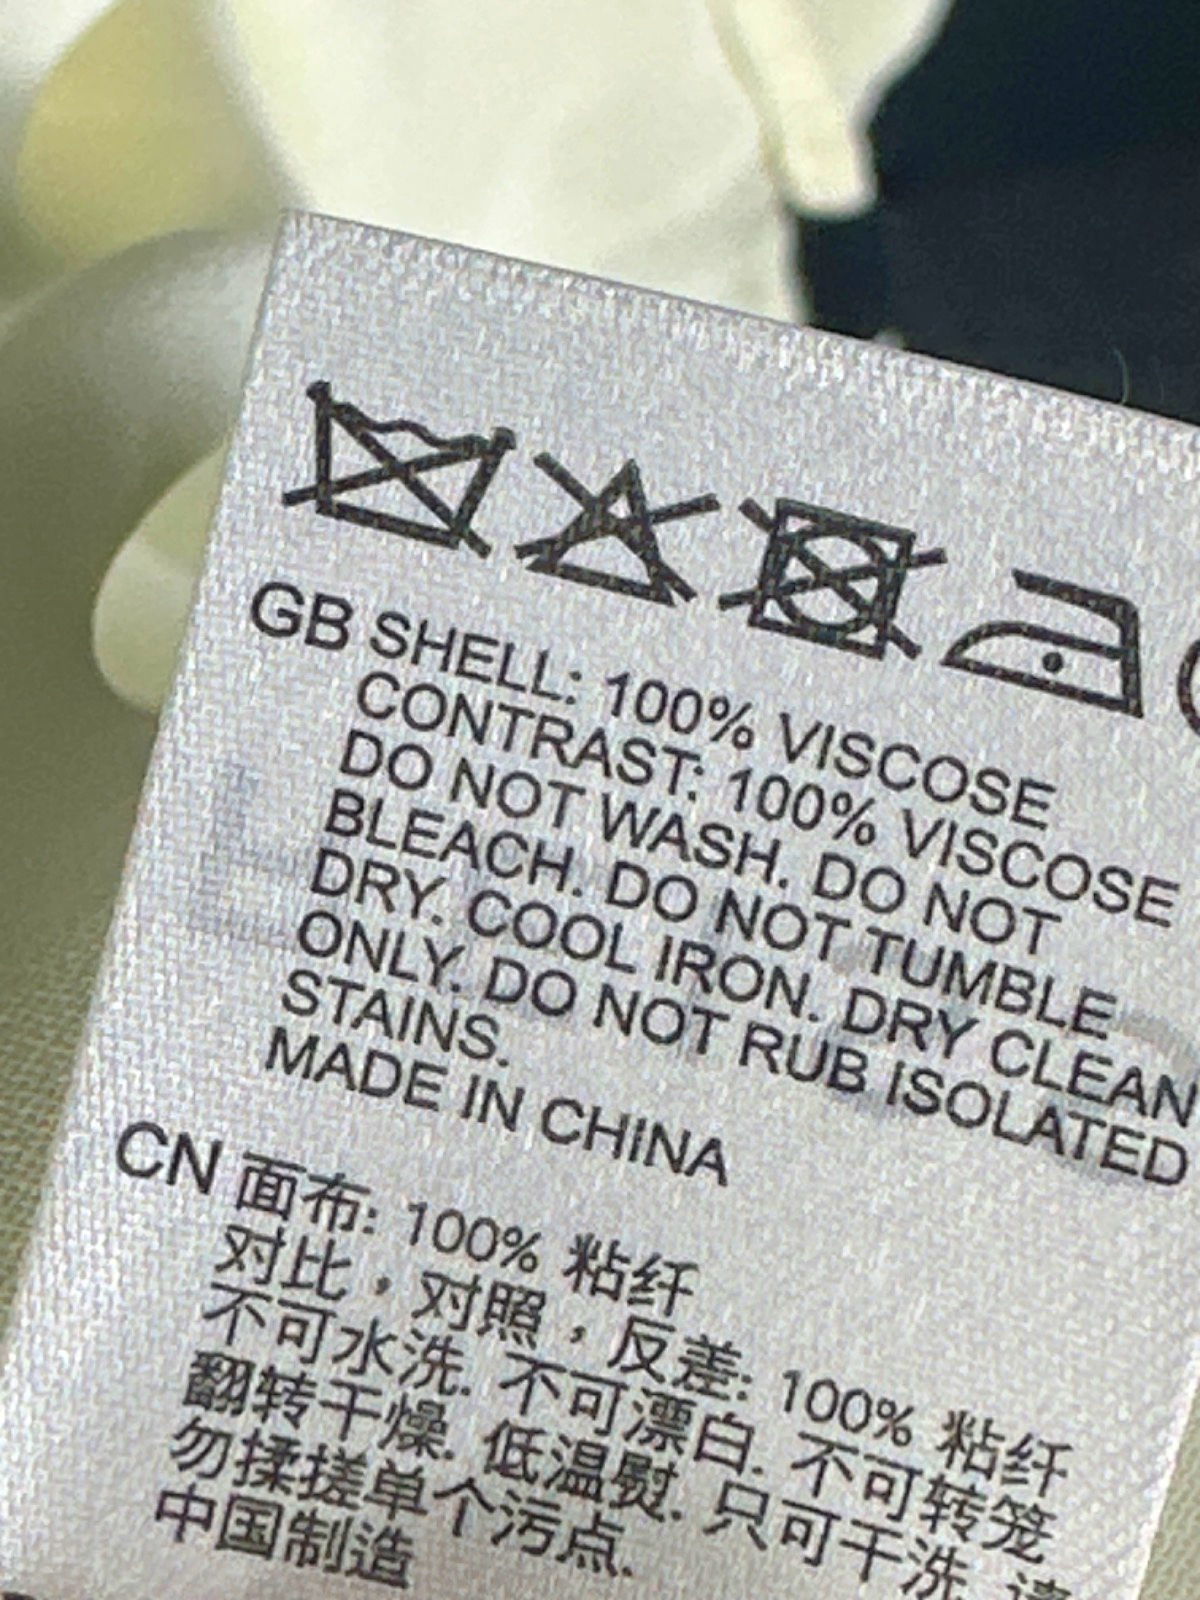 GB SHELL: 100% VISCOSE
CONTRAST: 100% VISCOSE
DO NOT WASH. DO NOT
BLEACH. DO NOT TUMBLE
DRY. COOL IRON. DRY CLEAN
ONLY. DO NOT RUB ISOLATED
STAINS.
MADE IN CHINA
CN 面布: 100% 粘纤
对比，对照，反差: 100% 粘纤
不可水洗. 不可漂白. 不可转笼
翻转干燥. 低温熨. 只可干洗. 请
勿揉搓单个污点.
中国制造